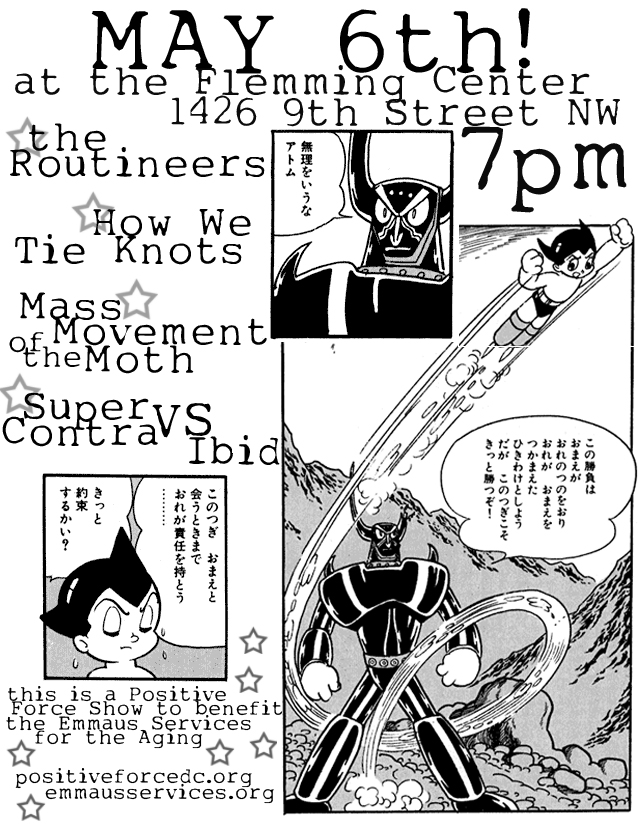 MAY 6th!
at the Flemming Center
1426 9th Street NW
7pm
the
Routineers
How We
Tie Knots
Mass
Movement
of
the Moth
Super
Contra VS
Ibid
無理をいうな
アトム
この勝負は
おまえが
おれのつのをおり
おれが おまえを
つかまえた
ひきわけとしよう
だが このつぎこそ
きっと勝つぞ!
このつぎ おまえと
会うときまで
おれが責任を持とう
………
きっと
約束
するかい?
this is a Positive
Force Show to benefit
the Emmaus Services
for the Aging
positiveforcedc.org
emmausservices.org